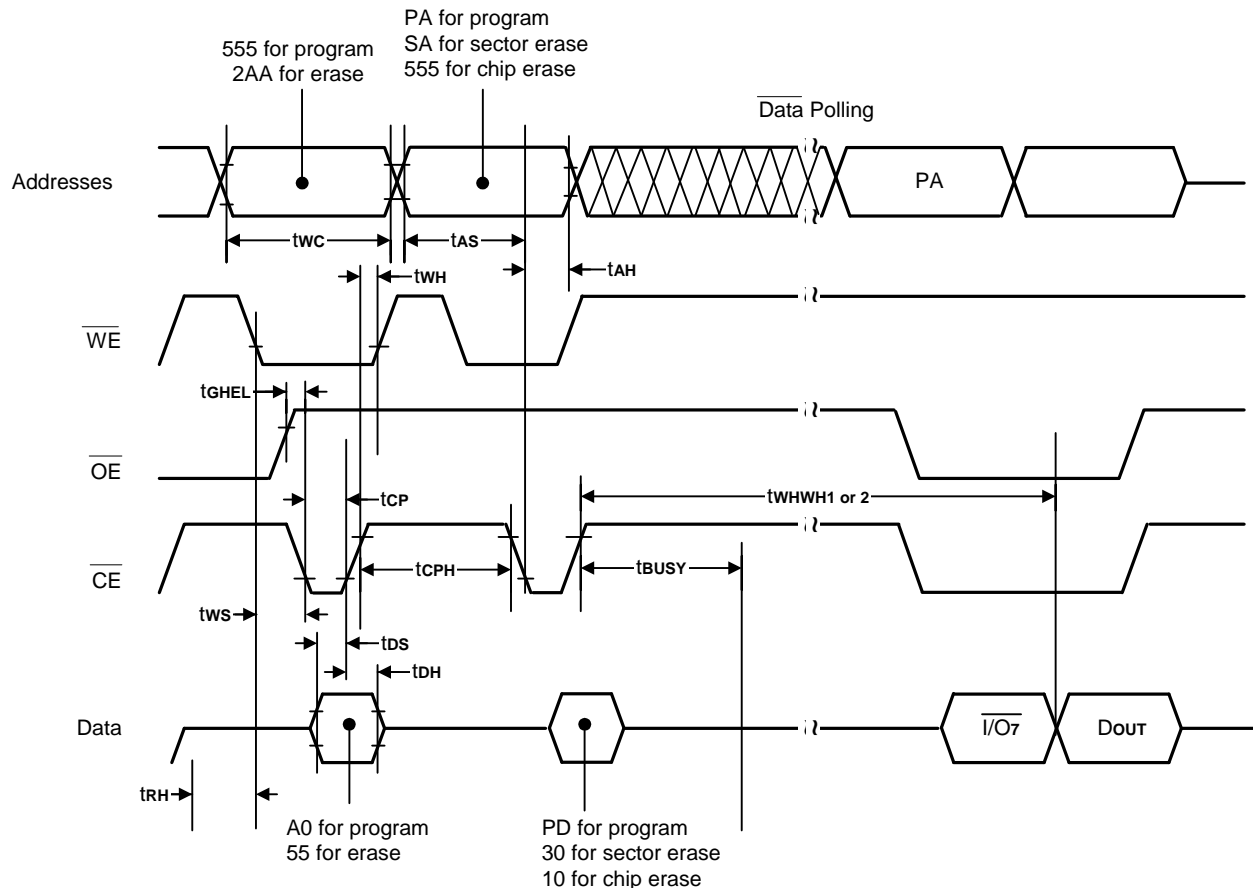 PA for program
SA for sector erase
555 for chip erase
555 for program
2AA for erase
Data Polling
Addresses
PA
tWC
tAS
tWH
tAH
WE
tGHEL
OE
tCP
tWHWH1 or 2
CE
tCPH
tBUSY
tWS
tDS
tDH
Data
I/O7
DOUT
tRH
A0 for program
55 for erase
PD for program
30 for sector erase
10 for chip erase